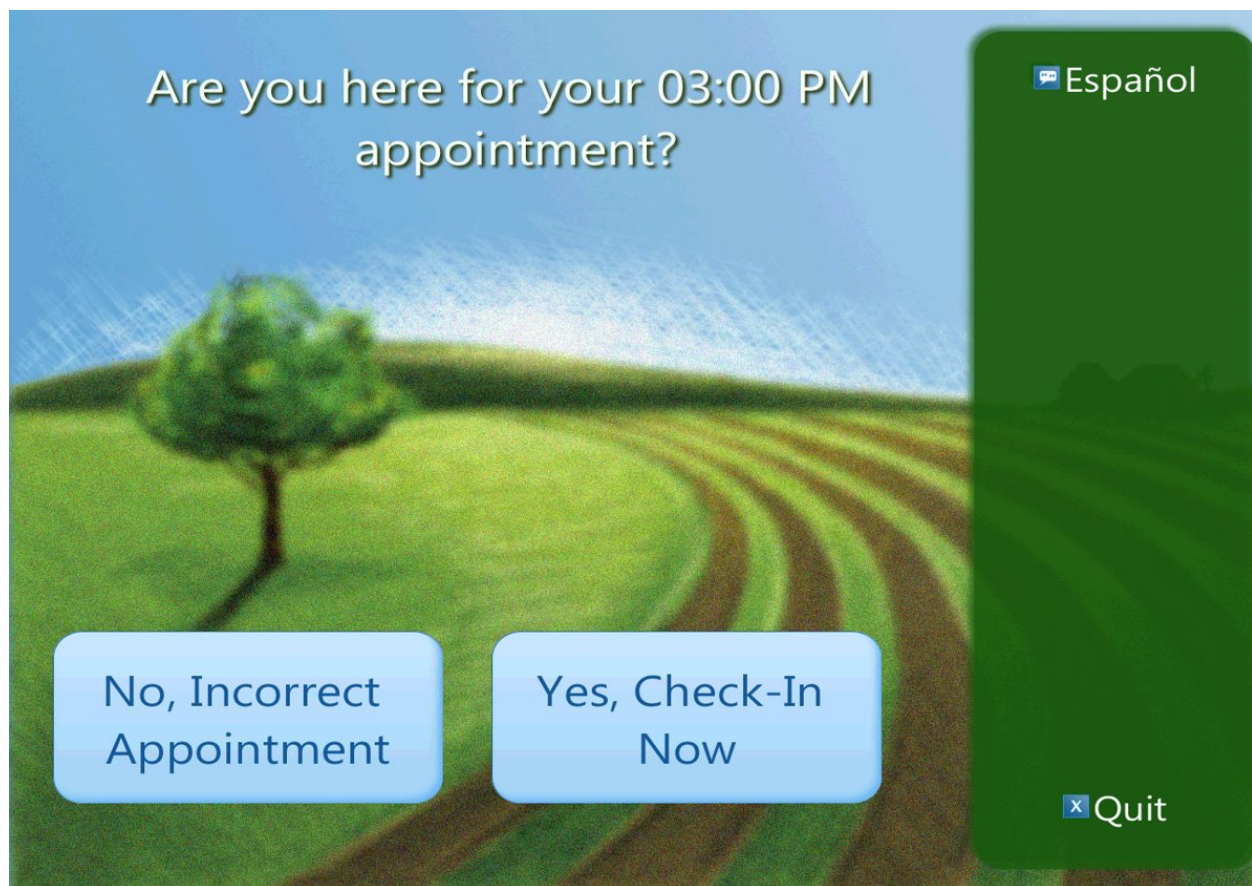 Are you here for your 03:00 PM
appointment?
Español
No, Incorrect
Appointment
Yes, Check-In
Now
Quit